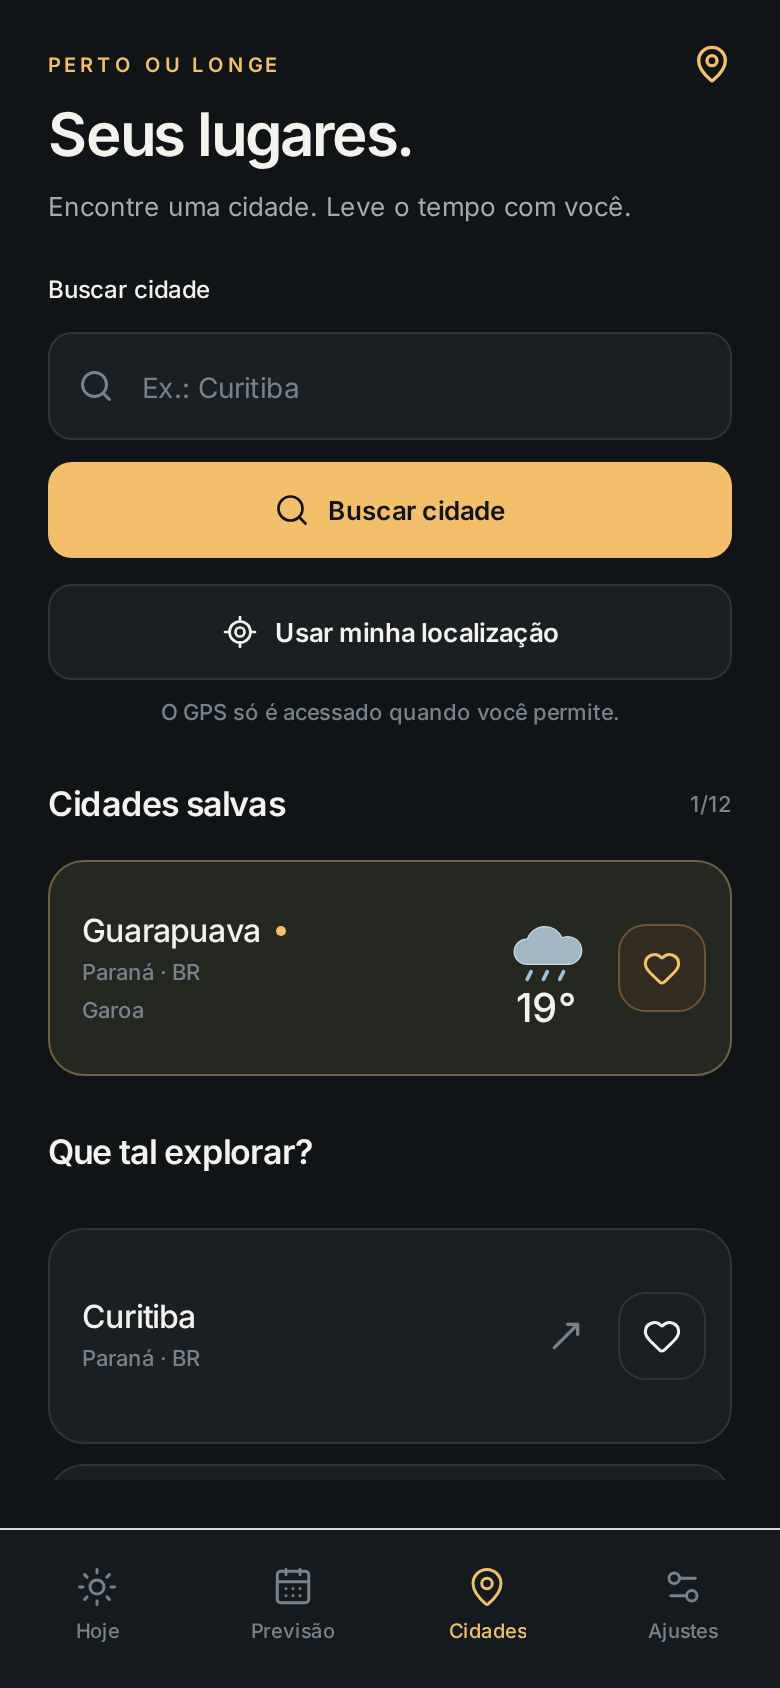 PERTO OU LONGE
Seus lugares.
Encontre uma cidade. Leve o tempo com você.
Buscar cidade
Ex.: Curitiba
Buscar cidade
Usar minha localização
O GPS só é acessado quando você permite.
Cidades salvas
1/12
Guarapuava
Paraná · BR
Garoa
19°
Que tal explorar?
Curitiba
Paraná · BR
Hoje
Previsão
Cidades
Ajustes